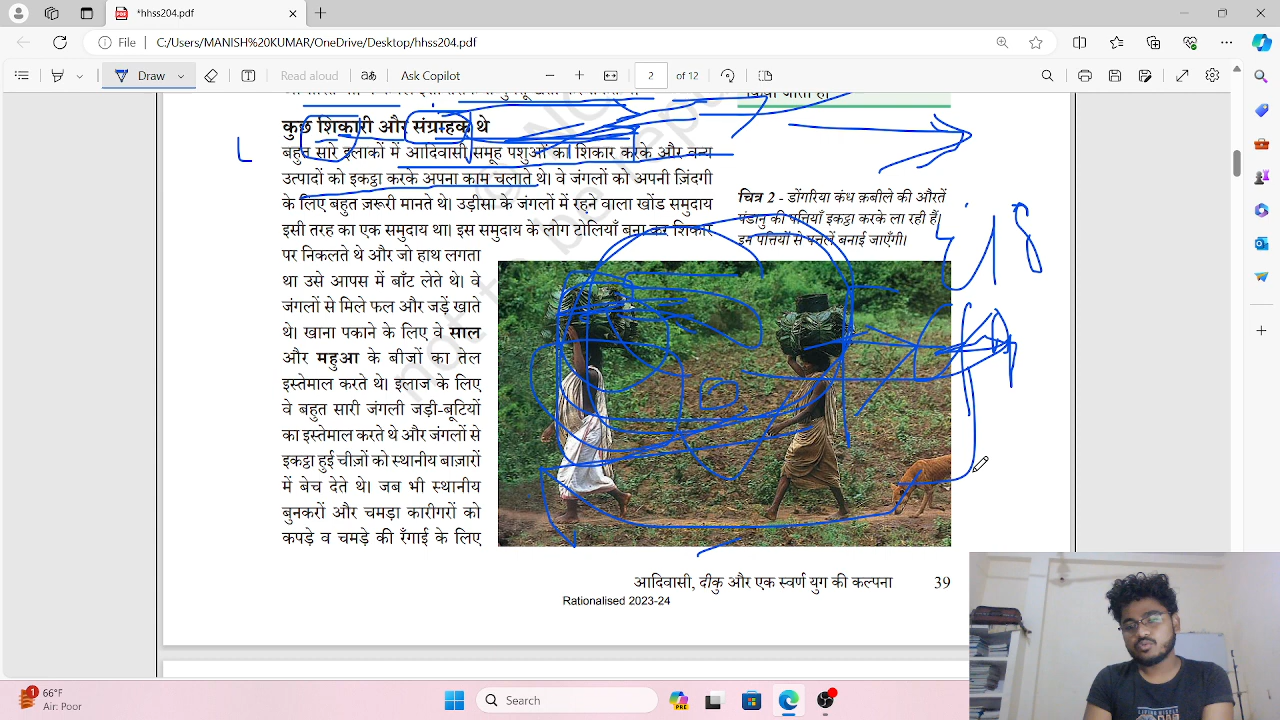 *hhss204.pdf
File
C:/Users/MANISH%20KUMAR/OneDrive/Desktop/hhss204.pdf
Draw
Read aloud
Ask Copilot
2
of 12
किया जाता है।
कुछ शिकारी और संग्राहक थे
बहुत सारे इलाकों में आदिवासी समूह पशुओं का शिकार करके और वन्य
उत्पादों को इकट्ठा करके अपना काम चलाते थे। वे जंगलों को अपनी ज़िंदगी
के लिए बहुत ज़रूरी मानते थे। उड़ीसा के जंगलों में रहने वाला खोंड समुदाय
इसी तरह का एक समुदाय था। इस समुदाय के लोग टोलियाँ बना कर शिकार
पर निकलते थे और जो हाथ लगता
था उसे आपस में बाँट लेते थे। वे
जंगलों से मिले फल और जड़ें खाते
थे। खाना पकाने के लिए वे साल
और महुआ के बीजों का तेल
इस्तेमाल करते थे। इलाज के लिए
वे बहुत सारी जंगली जड़ी-बूटियों
का इस्तेमाल करते थे और जंगलों से
इकट्ठा हुई चीज़ों को स्थानीय बाज़ारों
में बेच देते थे। जब भी स्थानीय
बुनकरों और चमड़ा कारीगरों को
कपड़े व चमड़े की रँगाई के लिए
चित्र 2 - डोंगरिया कंध क़बीले की औरतें
पंडानु की पत्तियाँ इकट्ठा करके ला रही हैं।
इन पत्तियों से पत्तलें बनाई जाएँगी।
आदिवासी, दीकु और एक स्वर्ण युग की कल्पना 39
Rationalised 2023-24
66°F
Air: Poor
Search